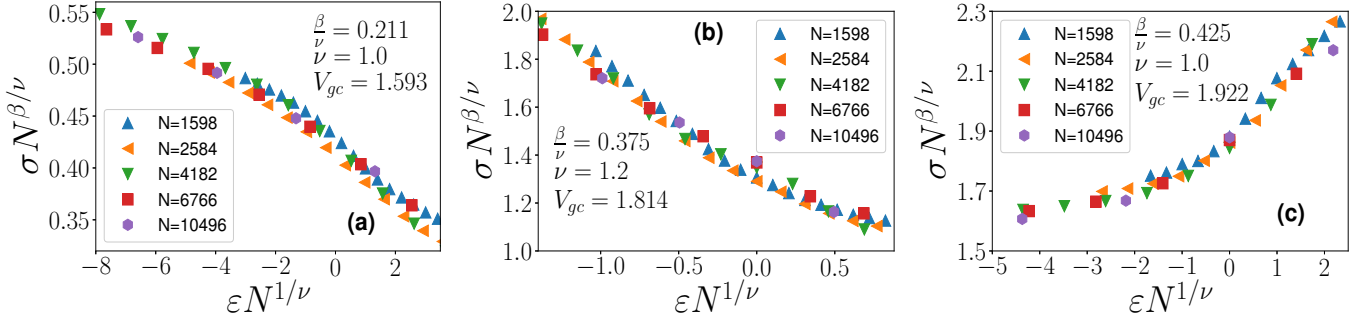 0.55
0.50
0.45
0.40
0.35
σN^{β/ν}
−8 −6 −4 −2 0 2
εN^{1/ν}
β/ν = 0.211
ν = 1.0
V_{gc} = 1.593
N=1598
N=2584
N=4182
N=6766
N=10496
(a)
2.0
1.8
1.6
1.4
1.2
1.0
σN^{β/ν}
−1.0 −0.5 0.0 0.5
εN^{1/ν}
(b)
N=1598
N=2584
N=4182
N=6766
N=10496
β/ν = 0.375
ν = 1.2
V_{gc} = 1.814
2.3
2.1
1.9
1.7
1.5
σN^{β/ν}
−5 −4 −3 −2 −1 0 1 2
εN^{1/ν}
N=1598
N=2584
N=4182
N=6766
N=10496
β/ν = 0.425
ν = 1.0
V_{gc} = 1.922
(c)